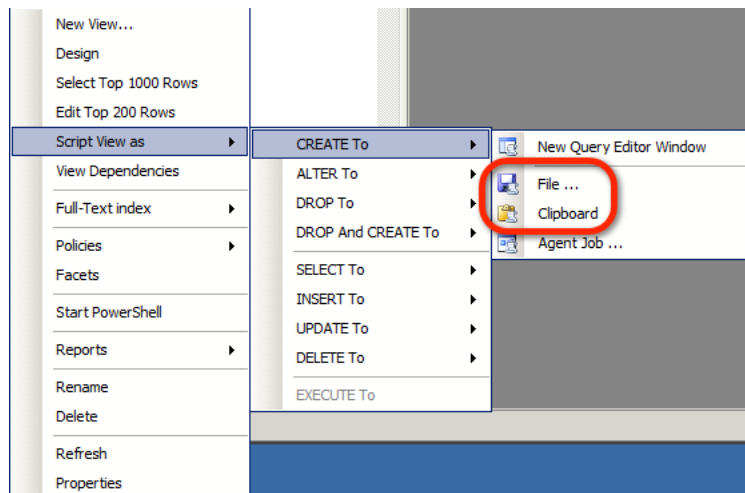 New View...
Design
Select Top 1000 Rows
Edit Top 200 Rows
Script View as
View Dependencies
Full-Text index
Policies
Facets
Start PowerShell
Reports
Rename
Delete
Refresh
Properties
CREATE To
ALTER To
DROP To
DROP And CREATE To
SELECT To
INSERT To
UPDATE To
DELETE To
EXECUTE To
New Query Editor Window
File ...
Clipboard
Agent Job ...